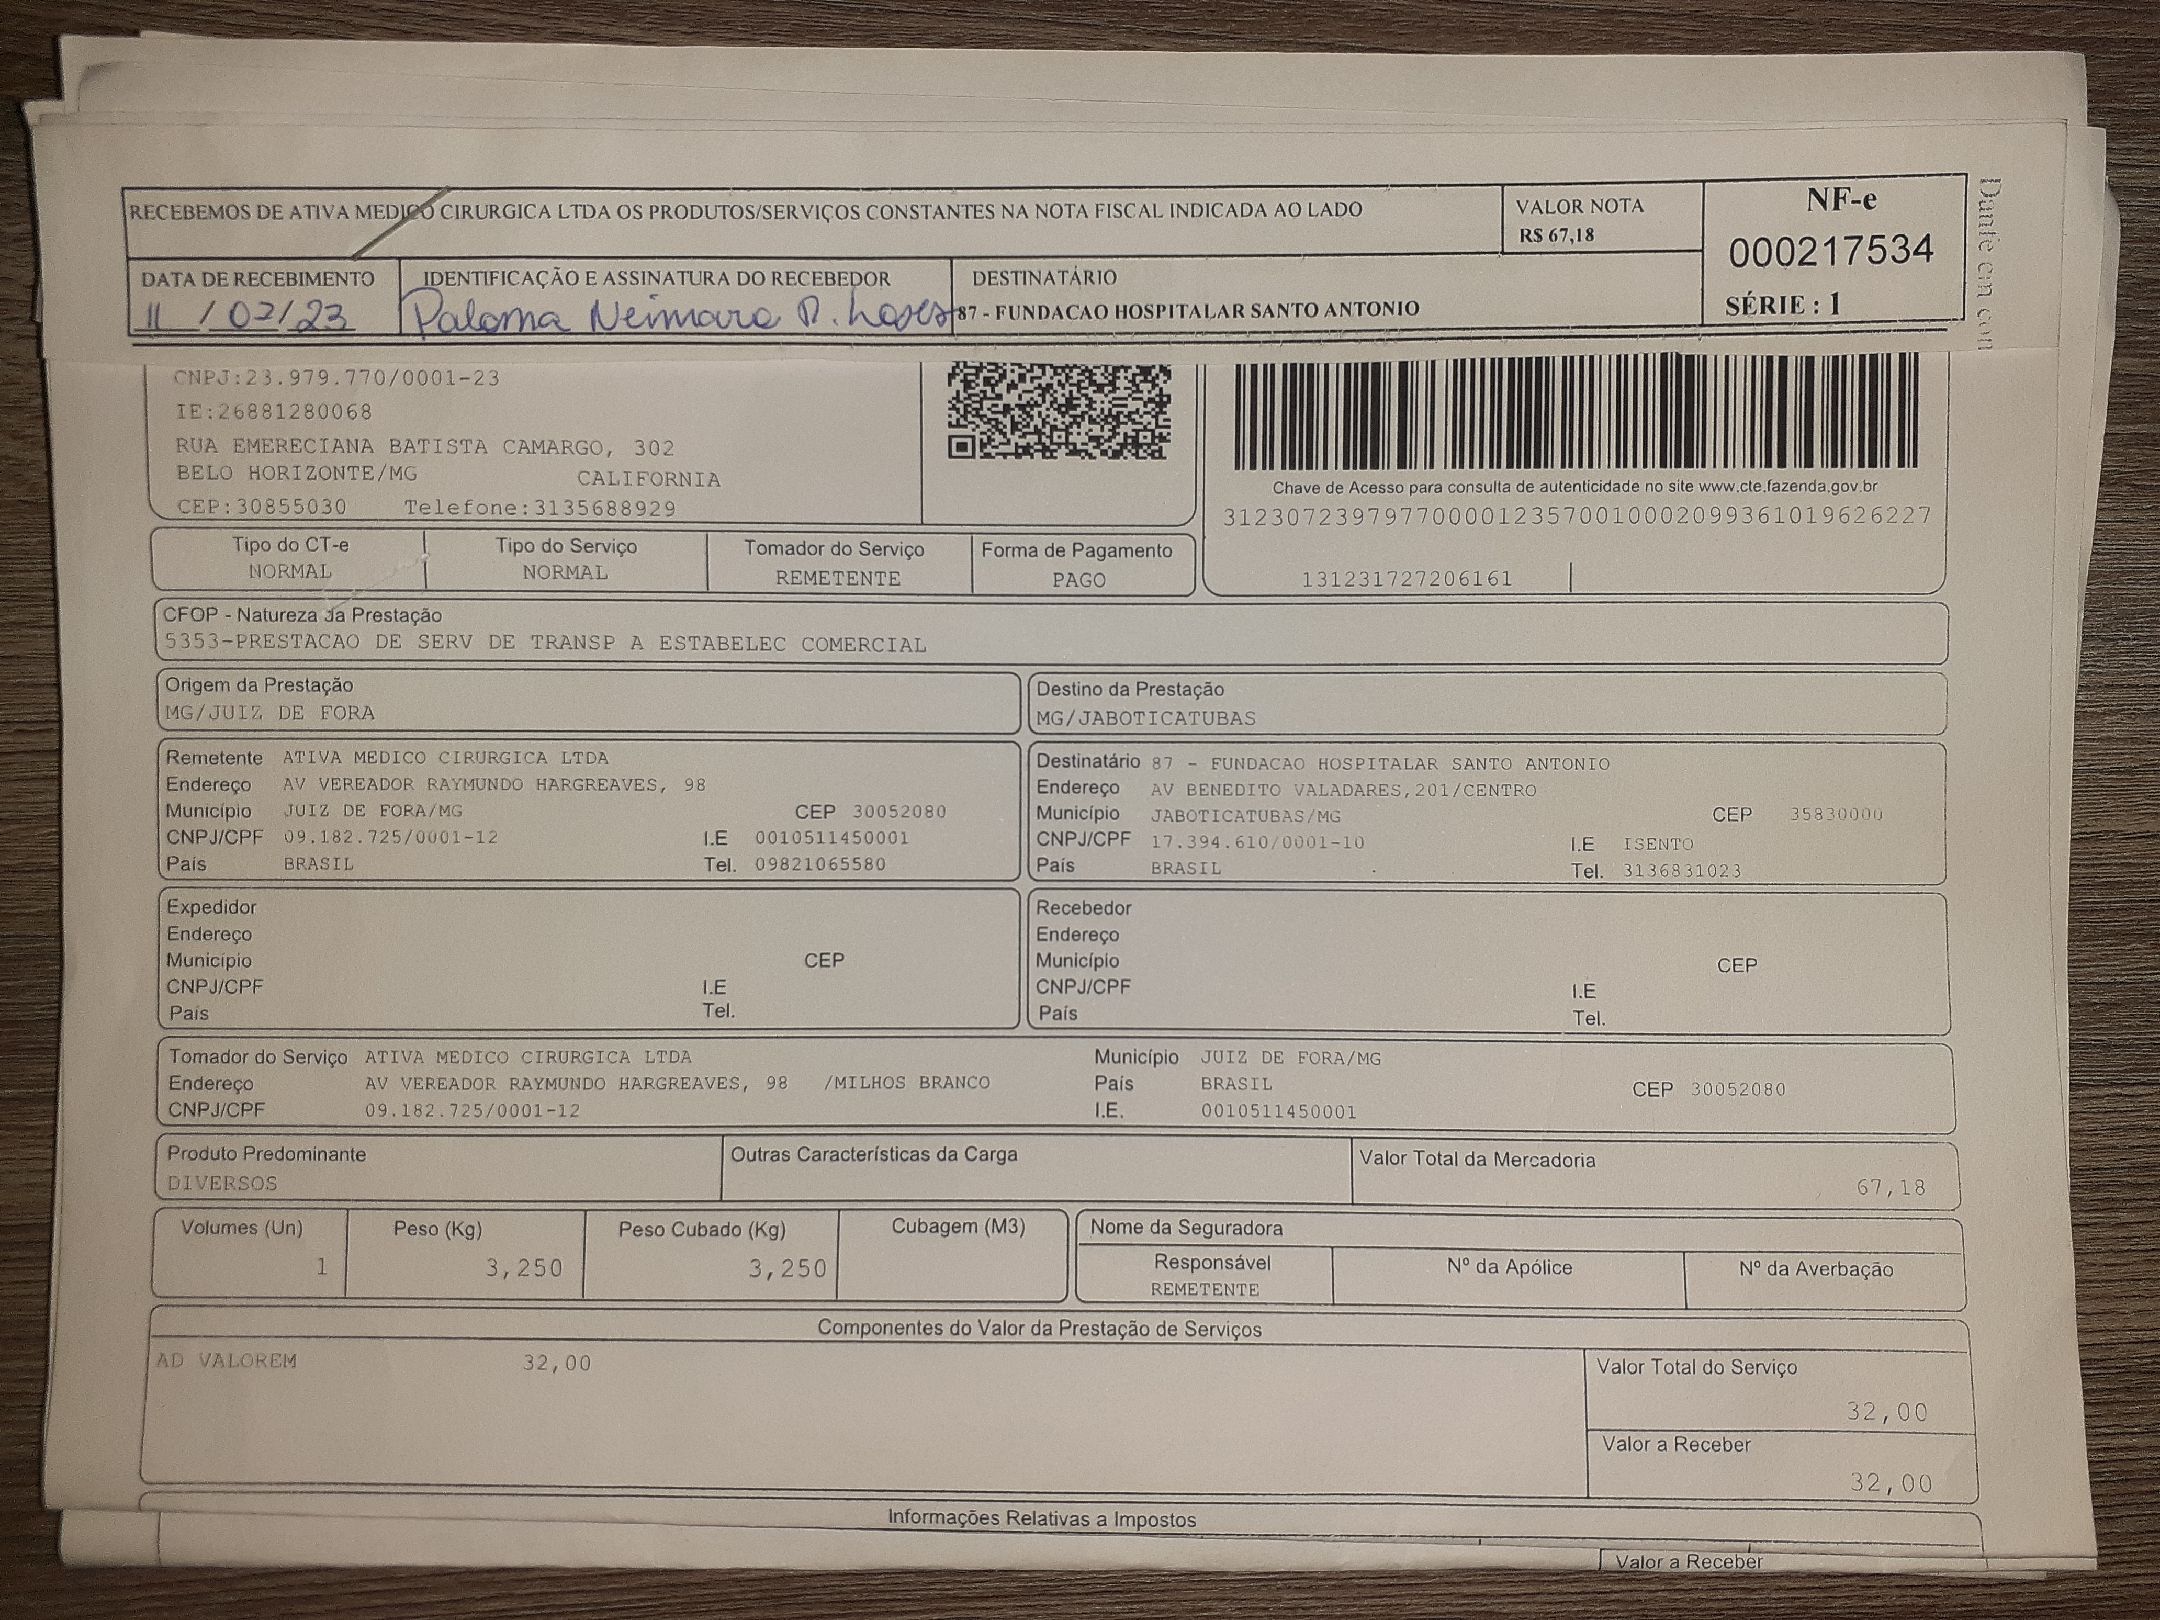 RECEBEMOS DE ATIVA MEDICO CIRURGICA LTDA OS PRODUTOS/SERVIÇOS CONSTANTES NA NOTA FISCAL INDICADA AO LADO
VALOR NOTA
R$ 67,18
NF-e
000217534
SÉRIE : 1
DATA DE RECEBIMENTO
11 / 07/23
IDENTIFICAÇÃO E ASSINATURA DO RECEBEDOR
Paloma Neimara
DESTINATÁRIO
87 - FUNDACAO HOSPITALAR SANTO ANTONIO
CNPJ:23.979.770/0001-23
IE:26881280068
RUA EMERECIANA BATISTA CAMARGO, 302
BELO HORIZONTE/MG CALIFORNIA
CEP:30855030 Telefone:3135688929
Chave de Acesso para consulta de autenticidade no site www.cte.fazenda.gov.br
31230723979770000123570010002099361019626227
131231727206161
Tipo do CT-e
NORMAL
Tipo do Serviço
NORMAL
Tomador do Serviço
REMETENTE
Forma de Pagamento
PAGO
CFOP - Natureza da Prestação
5353-PRESTACAO DE SERV DE TRANSP A ESTABELEC COMERCIAL
Origem da Prestação
MG/JUIZ DE FORA
Destino da Prestação
MG/JABOTICATUBAS
Remetente ATIVA MEDICO CIRURGICA LTDA
Endereço AV VEREADOR RAYMUNDO HARGREAVES, 98
Município JUIZ DE FORA/MG CEP 30052080
CNPJ/CPF 09.182.725/0001-12 I.E 0010511450001
País BRASIL Tel. 09821065580
Destinatário 87 - FUNDACAO HOSPITALAR SANTO ANTONIO
Endereço AV BENEDITO VALADARES,201/CENTRO
Município JABOTICATUBAS/MG CEP 35830000
CNPJ/CPF 17.394.610/0001-10 I.E ISENTO
País BRASIL Tel. 3136831023
Expedidor
Endereço
Município CEP
CNPJ/CPF I.E
País Tel.
Recebedor
Endereço
Município CEP
CNPJ/CPF I.E
País Tel.
Tomador do Serviço ATIVA MEDICO CIRURGICA LTDA Município JUIZ DE FORA/MG
Endereço AV VEREADOR RAYMUNDO HARGREAVES, 98 /MILHOS BRANCO País BRASIL CEP 30052080
CNPJ/CPF 09.182.725/0001-12 I.E. 0010511450001
Produto Predominante
DIVERSOS
Outras Características da Carga
Valor Total da Mercadoria
67,18
Volumes (Un)
1
Peso (Kg)
3,250
Peso Cubado (Kg)
3,250
Cubagem (M3)
Nome da Seguradora
Responsável
REMETENTE
Nº da Apólice
Nº da Averbação
Componentes do Valor da Prestação de Serviços
AD VALOREM 32,00
Valor Total do Serviço
32,00
Valor a Receber
32,00
Informações Relativas a Impostos
Valor a Receber